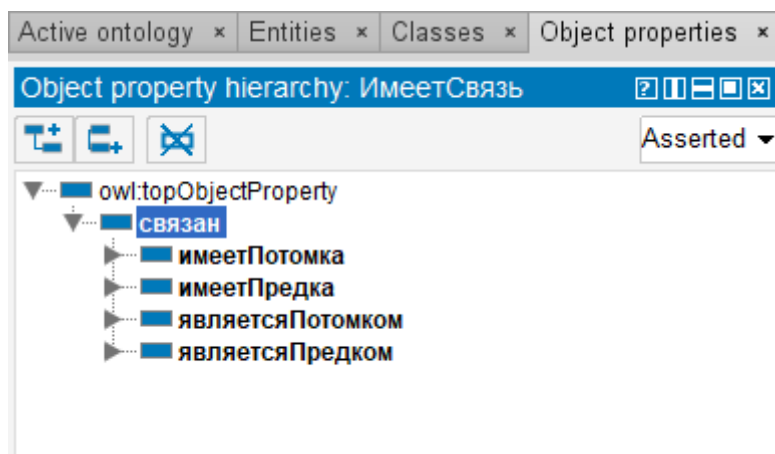 Active ontology × Entities × Classes × Object properties ×
Object property hierarchy: ИмеетСвязь
Asserted
owl:topObjectProperty
связан
имеетПотомка
имеетПредка
являетсяПотомком
являетсяПредком